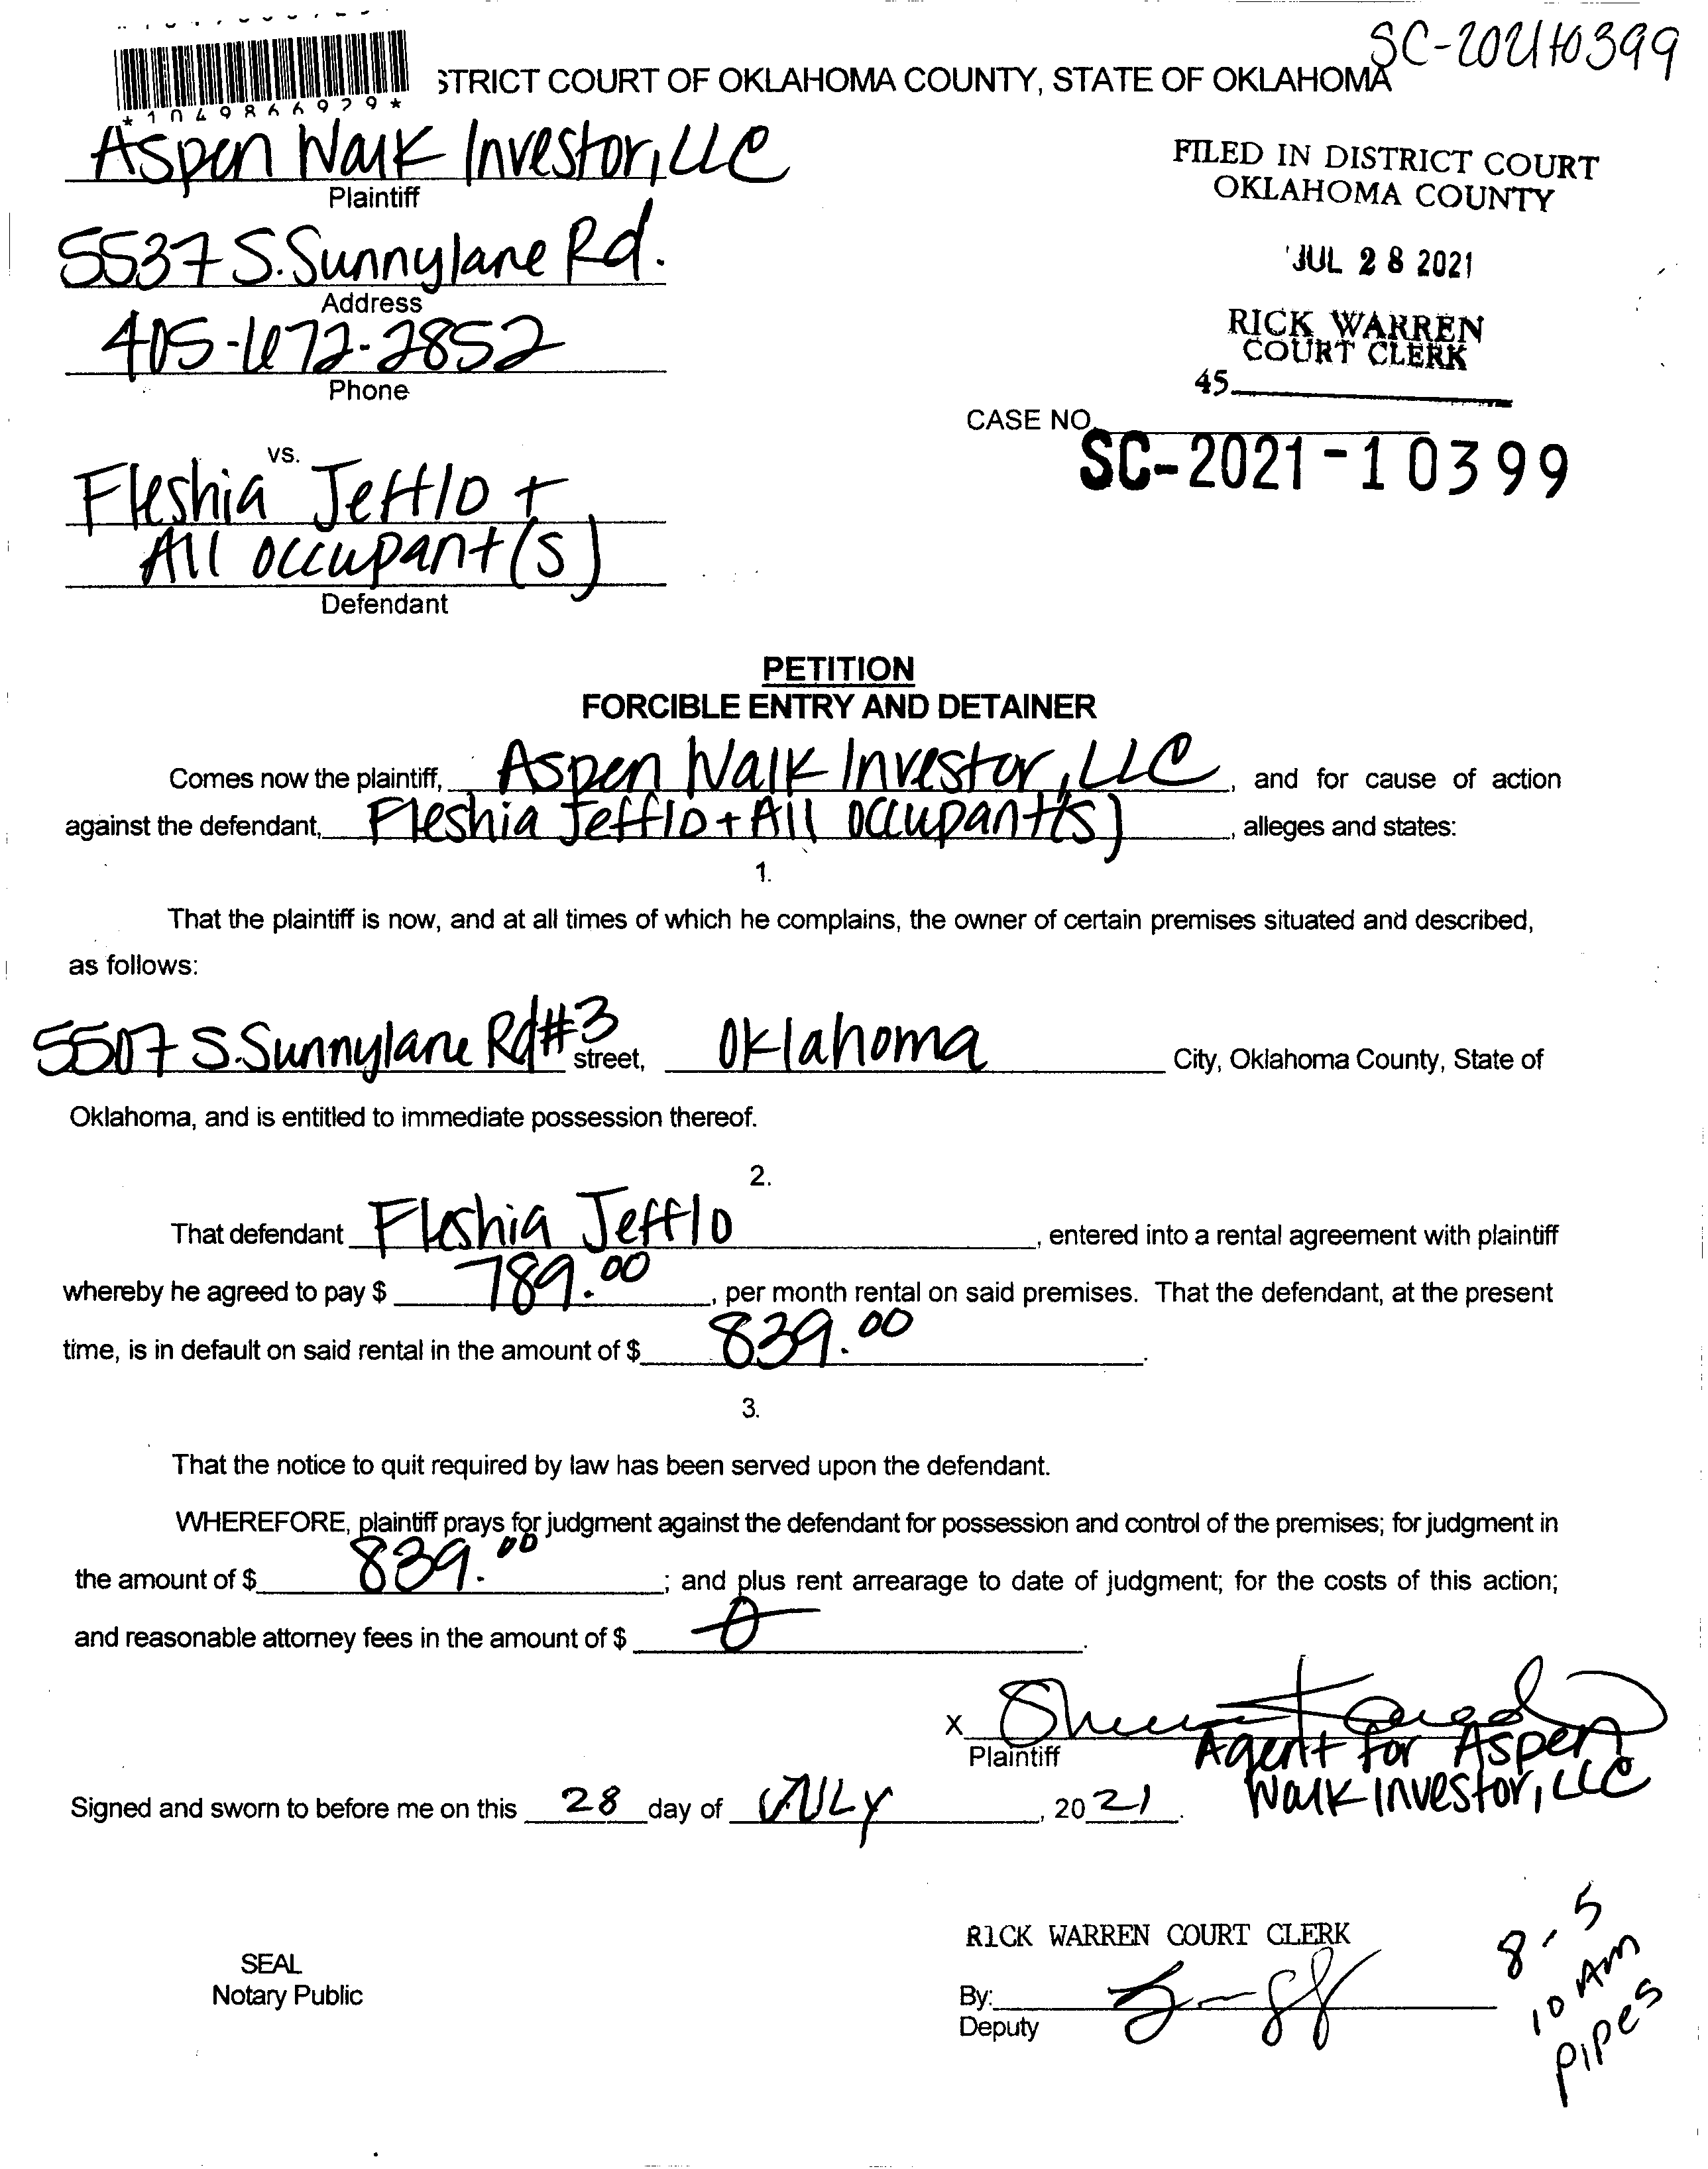 SC-2021-10399
STRICT COURT OF OKLAHOMA COUNTY, STATE OF OKLAHOMA
*1049866929*
Aspen Walk Investor, LLC
Plaintiff
FILED IN DISTRICT COURT
OKLAHOMA COUNTY
5537 S. Sunnylane Rd.
Address
JUL 28 2021
405-672-2852
Phone
RICK WARREN
COURT CLERK
45
CASE NO.
SC-2021-10399
vs.
Fleshia Jefflo +
All occupant(s)
Defendant
PETITION
FORCIBLE ENTRY AND DETAINER
Comes now the plaintiff, Aspen Walk Investor, LLC, and for cause of action
against the defendant, Fleshia Jefflo + All occupant(s), alleges and states:
1.
That the plaintiff is now, and at all times of which he complains, the owner of certain premises situated and described,
as follows:
5507 S. Sunnylane Rd #3 street, Oklahoma City, Oklahoma County, State of
Oklahoma, and is entitled to immediate possession thereof.
2.
That defendant Fleshia Jefflo, entered into a rental agreement with plaintiff
whereby he agreed to pay $ 789.00, per month rental on said premises. That the defendant, at the present
time, is in default on said rental in the amount of $ 839.00.
3.
That the notice to quit required by law has been served upon the defendant.
WHEREFORE, plaintiff prays for judgment against the defendant for possession and control of the premises; for judgment in
the amount of $ 839.00; and plus rent arrearage to date of judgment; for the costs of this action;
and reasonable attorney fees in the amount of $ 0.
X
Plaintiff
Agent for Aspen
Walk Investor, LLC
Signed and sworn to before me on this 28 day of JULY, 2021.
SEAL
Notary Public
RICK WARREN COURT CLERK
By:
Deputy
8-5
10 Am
Pipes